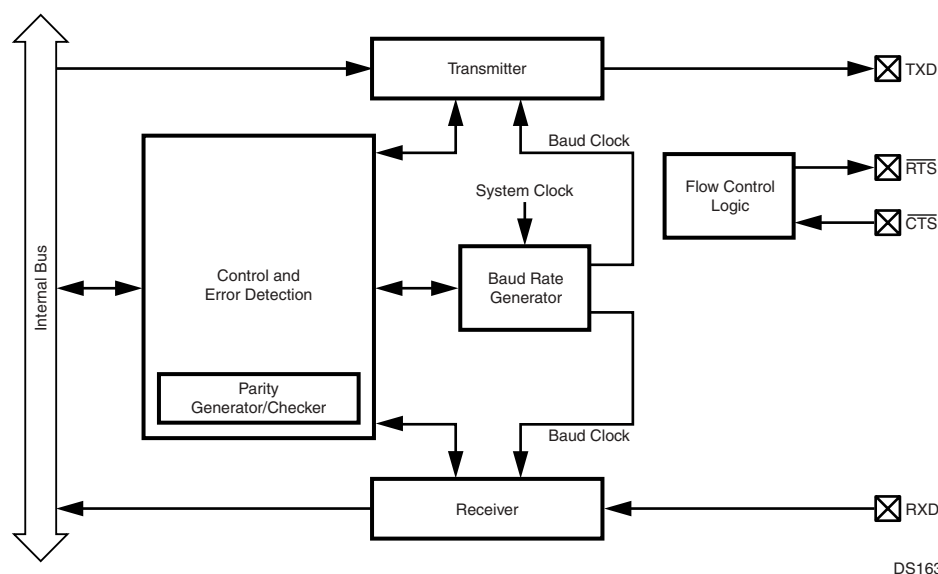 Transmitter
TXD
Baud Clock
RTS
System Clock
Flow Control
Logic
CTS
Internal Bus
Control and
Error Detection
Baud Rate
Generator
Parity
Generator/Checker
Baud Clock
Receiver
RXD
DS163